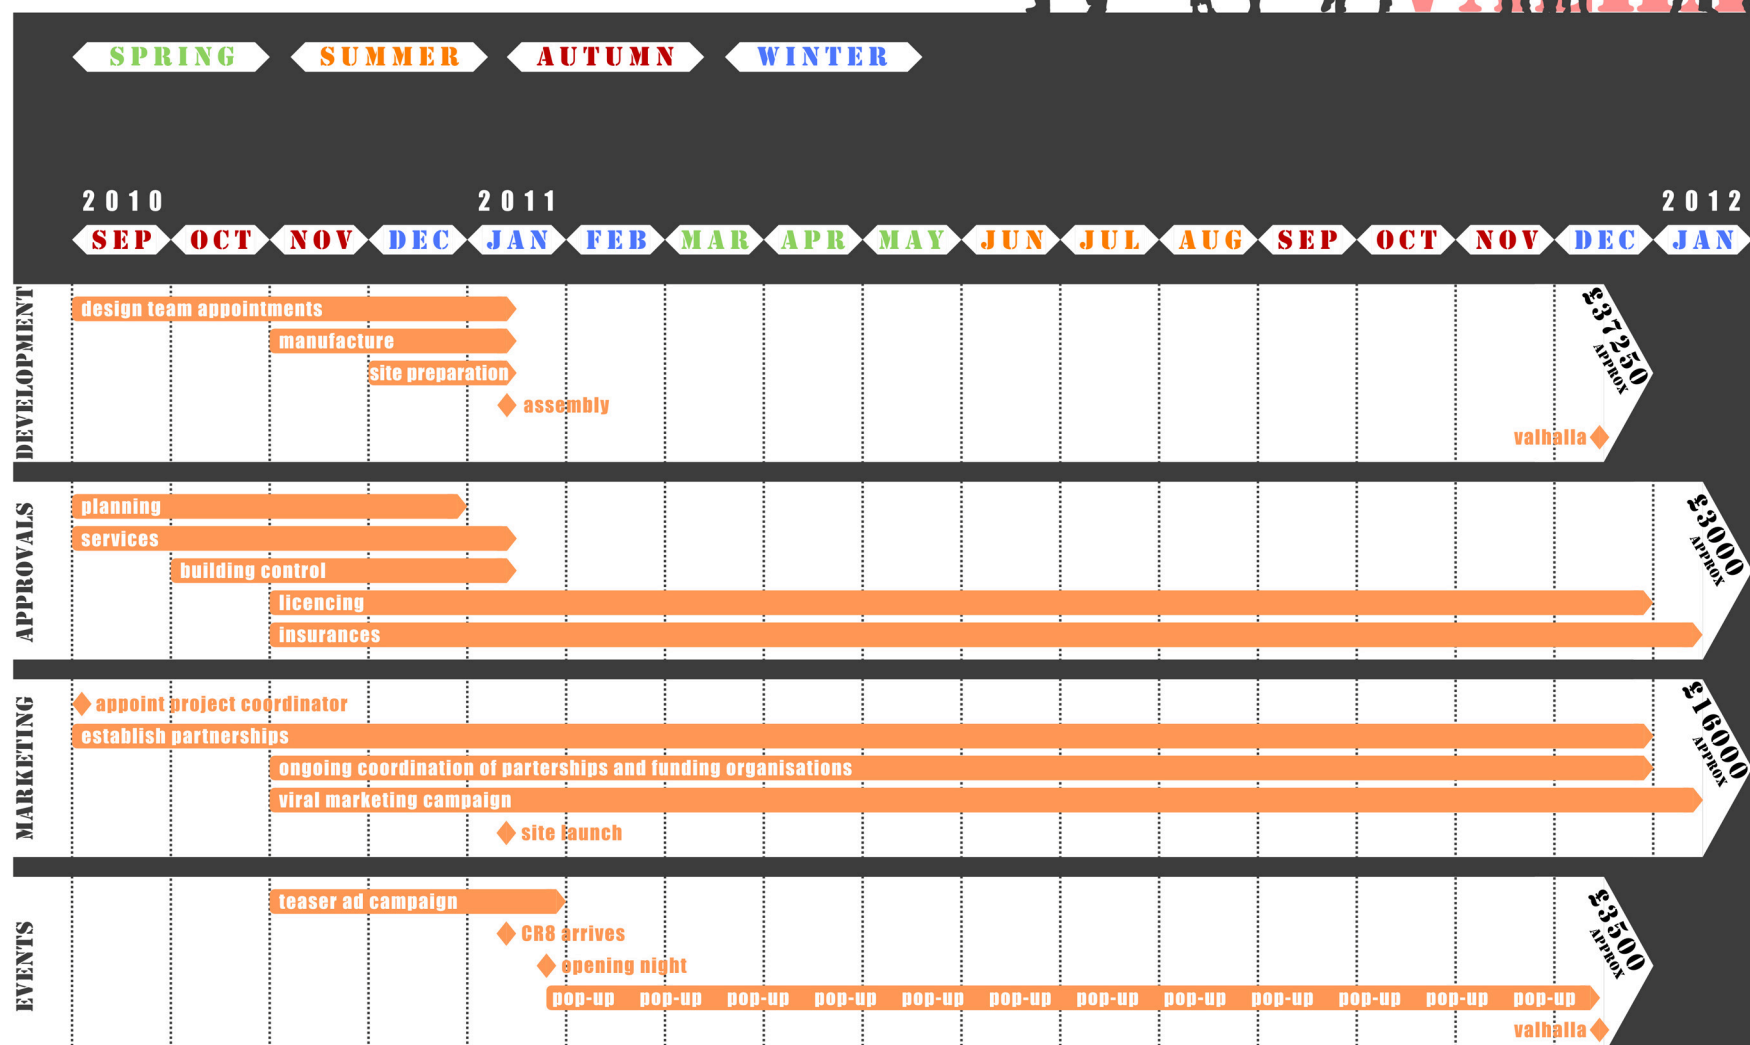 SPRING SUMMER AUTUMN WINTER
2010 2011 2012
SEP OCT NOV DEC JAN FEB MAR APR MAY JUN JUL AUG SEP OCT NOV DEC JAN
DEVELOPMENT
design team appointments
manufacture
site preparation
assembly
valhalla
£37250
APPROX
APPROVALS
planning
services
building control
licencing
insurances
£3000
APPROX
MARKETING
appoint project coordinator
establish partnerships
ongoing coordination of parterships and funding organisations
viral marketing campaign
site launch
£16000
APPROX
EVENTS
teaser ad campaign
CR8 arrives
opening night
pop-up pop-up pop-up pop-up pop-up pop-up pop-up pop-up pop-up pop-up pop-up pop-up
valhalla
£3500
APPROX